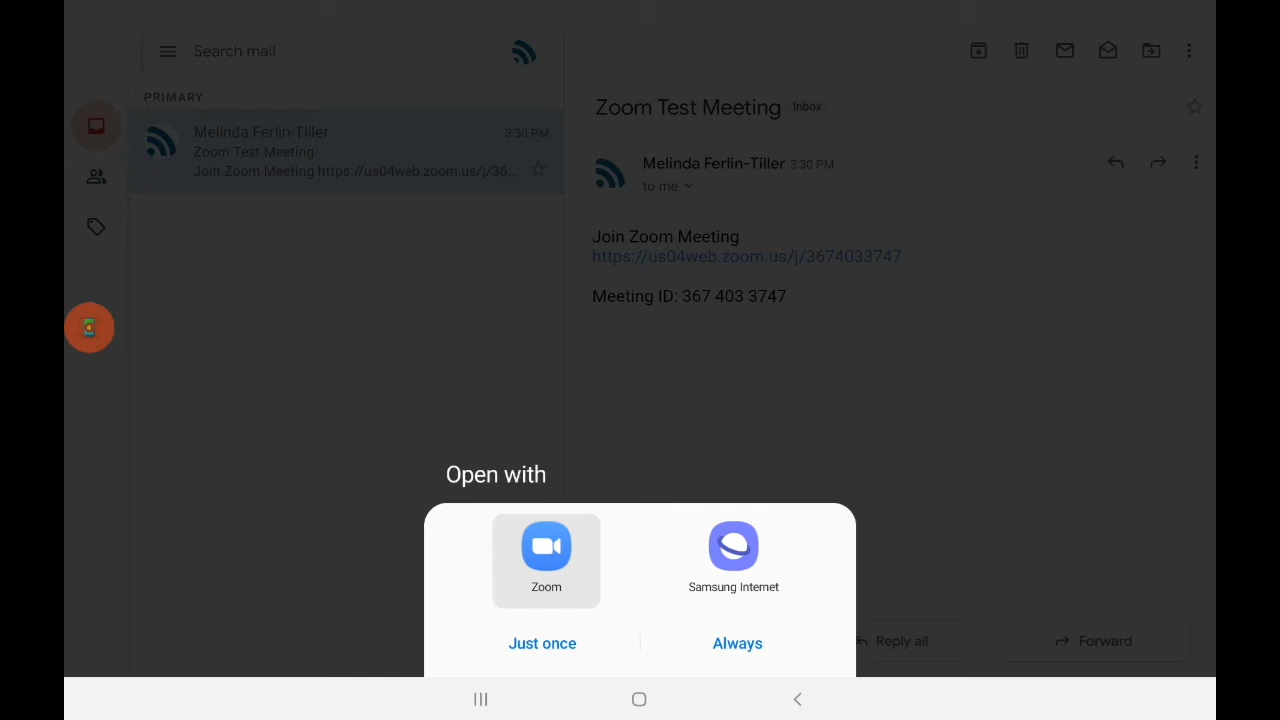 Search mail
PRIMARY
Melinda Ferlin-Tiller 3:30 PM
Zoom Test Meeting
Join Zoom Meeting https://us04web.zoom.us/j/36...
Zoom Test Meeting Inbox
Melinda Ferlin-Tiller 3:30 PM
to me
Join Zoom Meeting
https://us04web.zoom.us/j/3674033747
Meeting ID: 367 403 3747
Open with
Zoom Samsung Internet
Just once Always
Reply all Forward